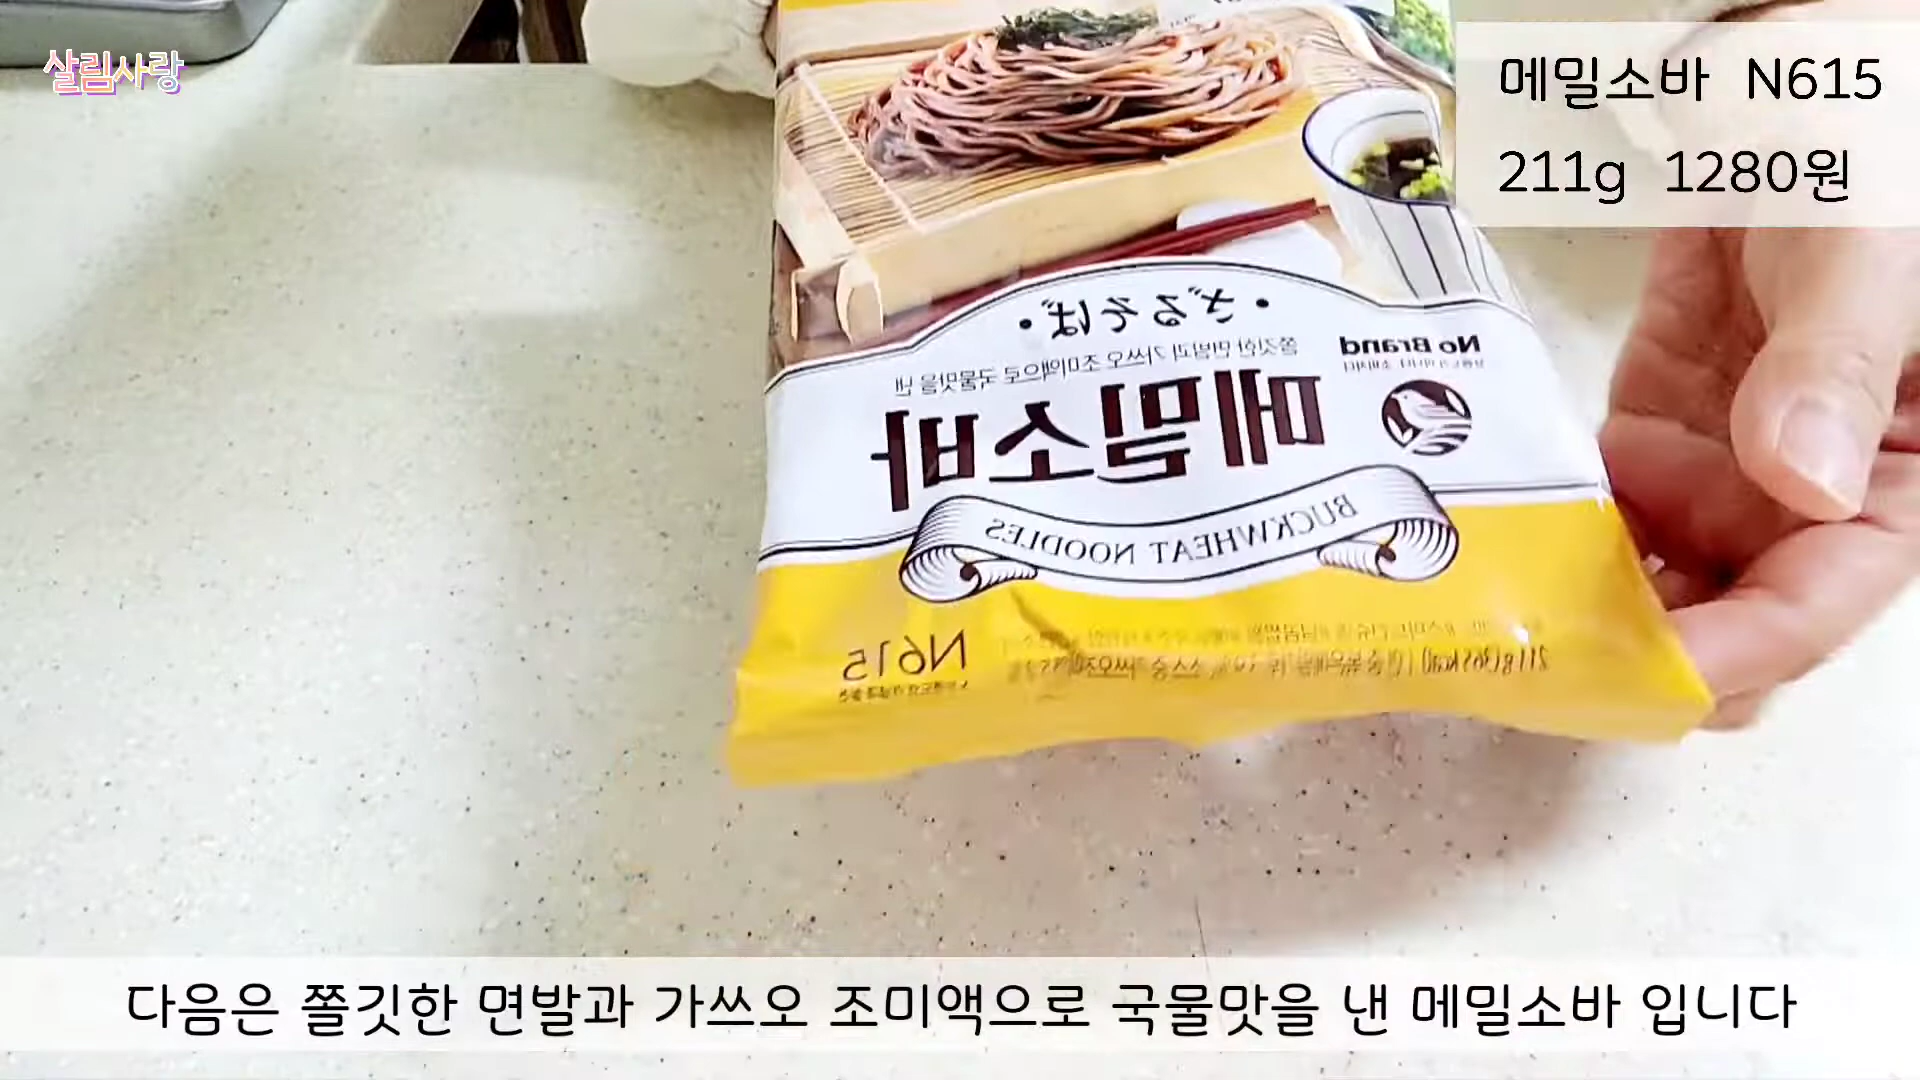 살림사랑
메밀소바 N615
211g 1280원
ざるそば
No Brand
쫄깃한 면발과 가쓰오 조미액으로 국물맛을 낸
메밀소바
BUCKWHEAT NOODLES
N615
다음은 쫄깃한 면발과 가쓰오 조미액으로 국물맛을 낸 메밀소바 입니다